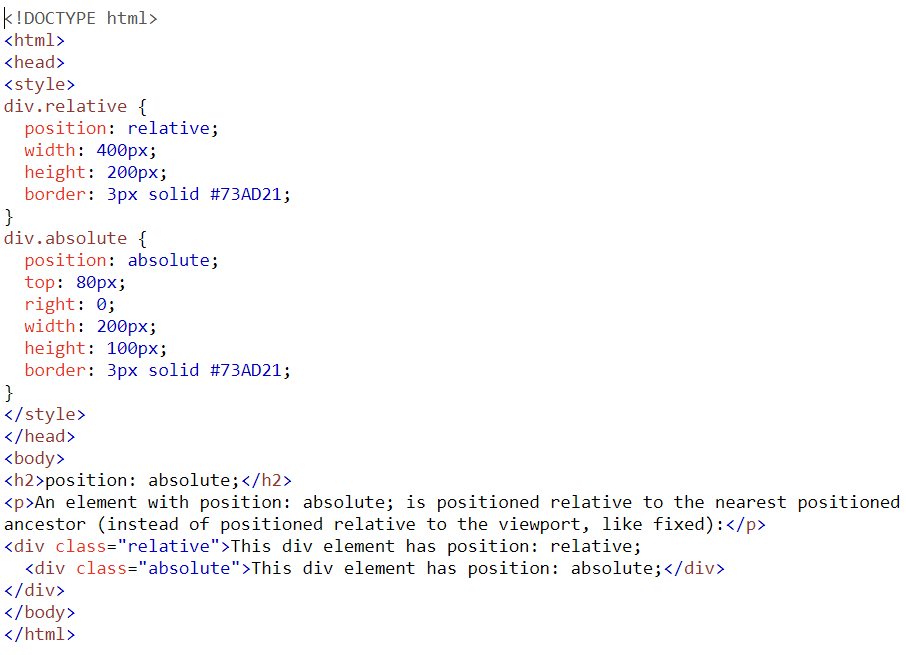 <!DOCTYPE html>
<html>
<head>
<style>
div.relative {
  position: relative;
  width: 400px;
  height: 200px;
  border: 3px solid #73AD21;
}
div.absolute {
  position: absolute;
  top: 80px;
  right: 0;
  width: 200px;
  height: 100px;
  border: 3px solid #73AD21;
}
</style>
</head>
<body>
<h2>position: absolute;</h2>
<p>An element with position: absolute; is positioned relative to the nearest positioned
ancestor (instead of positioned relative to the viewport, like fixed):</p>
<div class="relative">This div element has position: relative;
  <div class="absolute">This div element has position: absolute;</div>
</div>
</body>
</html>